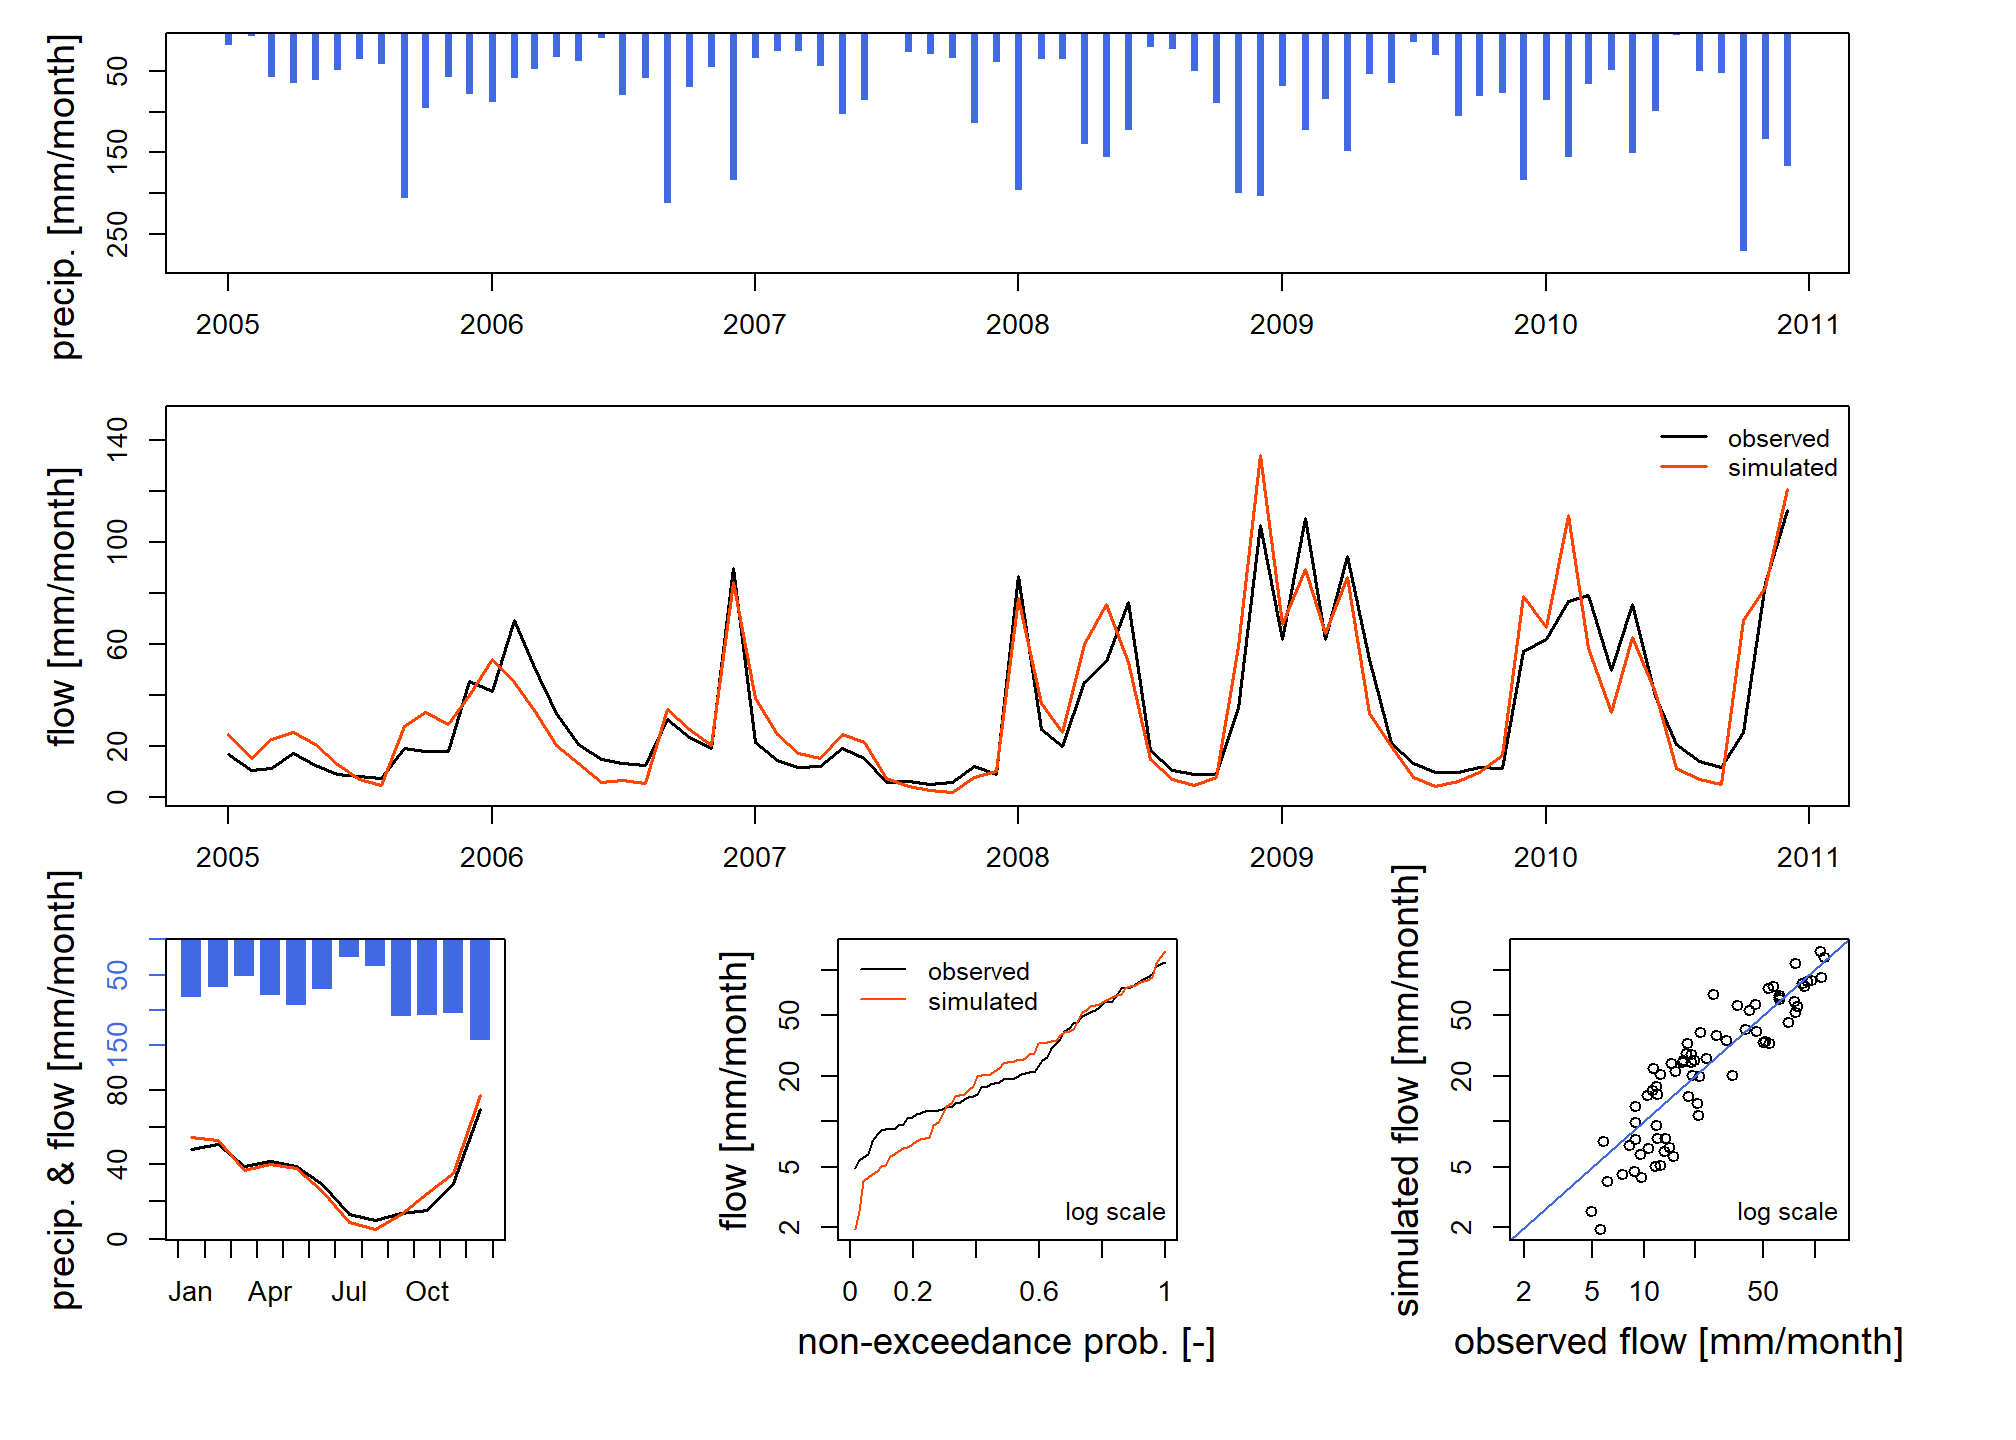 precip. [mm/month]
50
150
250
2005 2006 2007 2008 2009 2010 2011
flow [mm/month]
140
100
60
20
0
observed
simulated
2005 2006 2007 2008 2009 2010 2011
precip. & flow [mm/month]
50
150
80
40
0
Jan Apr Jul Oct
flow [mm/month]
50
20
5
2
observed
simulated
log scale
0 0.2 0.6 1
non-exceedance prob. [-]
simulated flow [mm/month]
50
20
5
2
log scale
2 5 10 50
observed flow [mm/month]